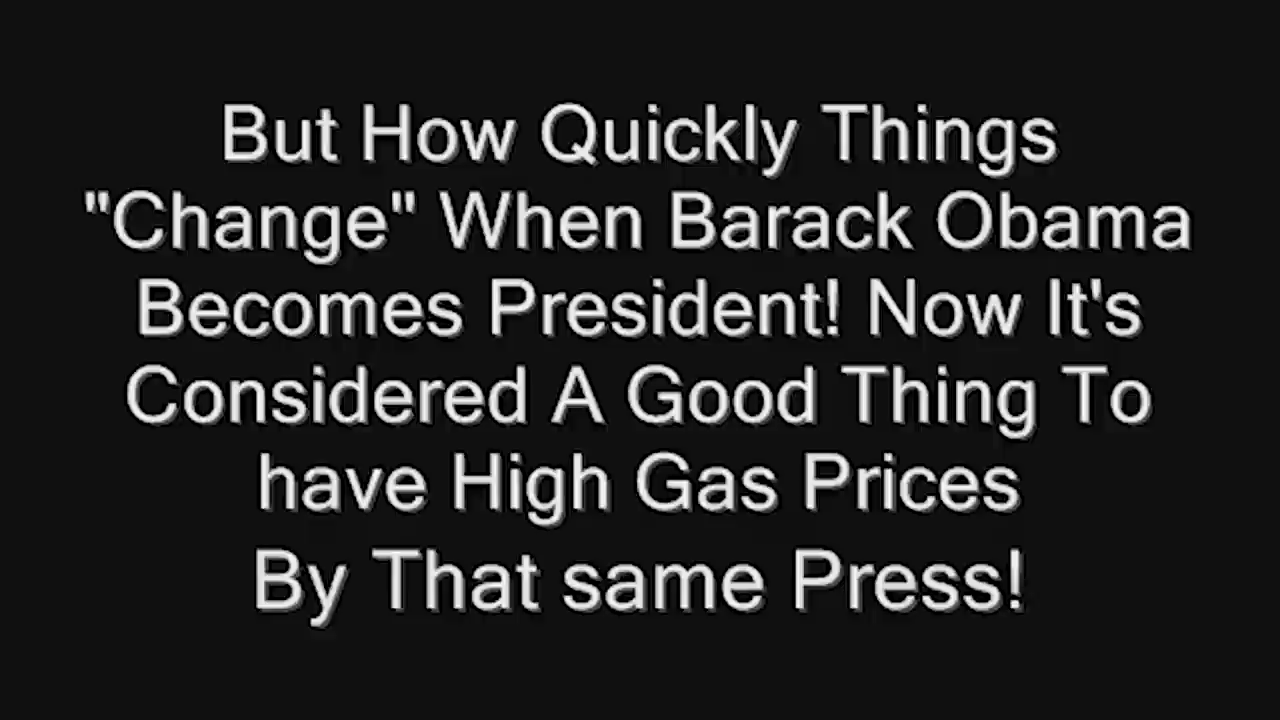 But How Quickly Things
"Change" When Barack Obama
Becomes President! Now It's
Considered A Good Thing To
have High Gas Prices
By That same Press!